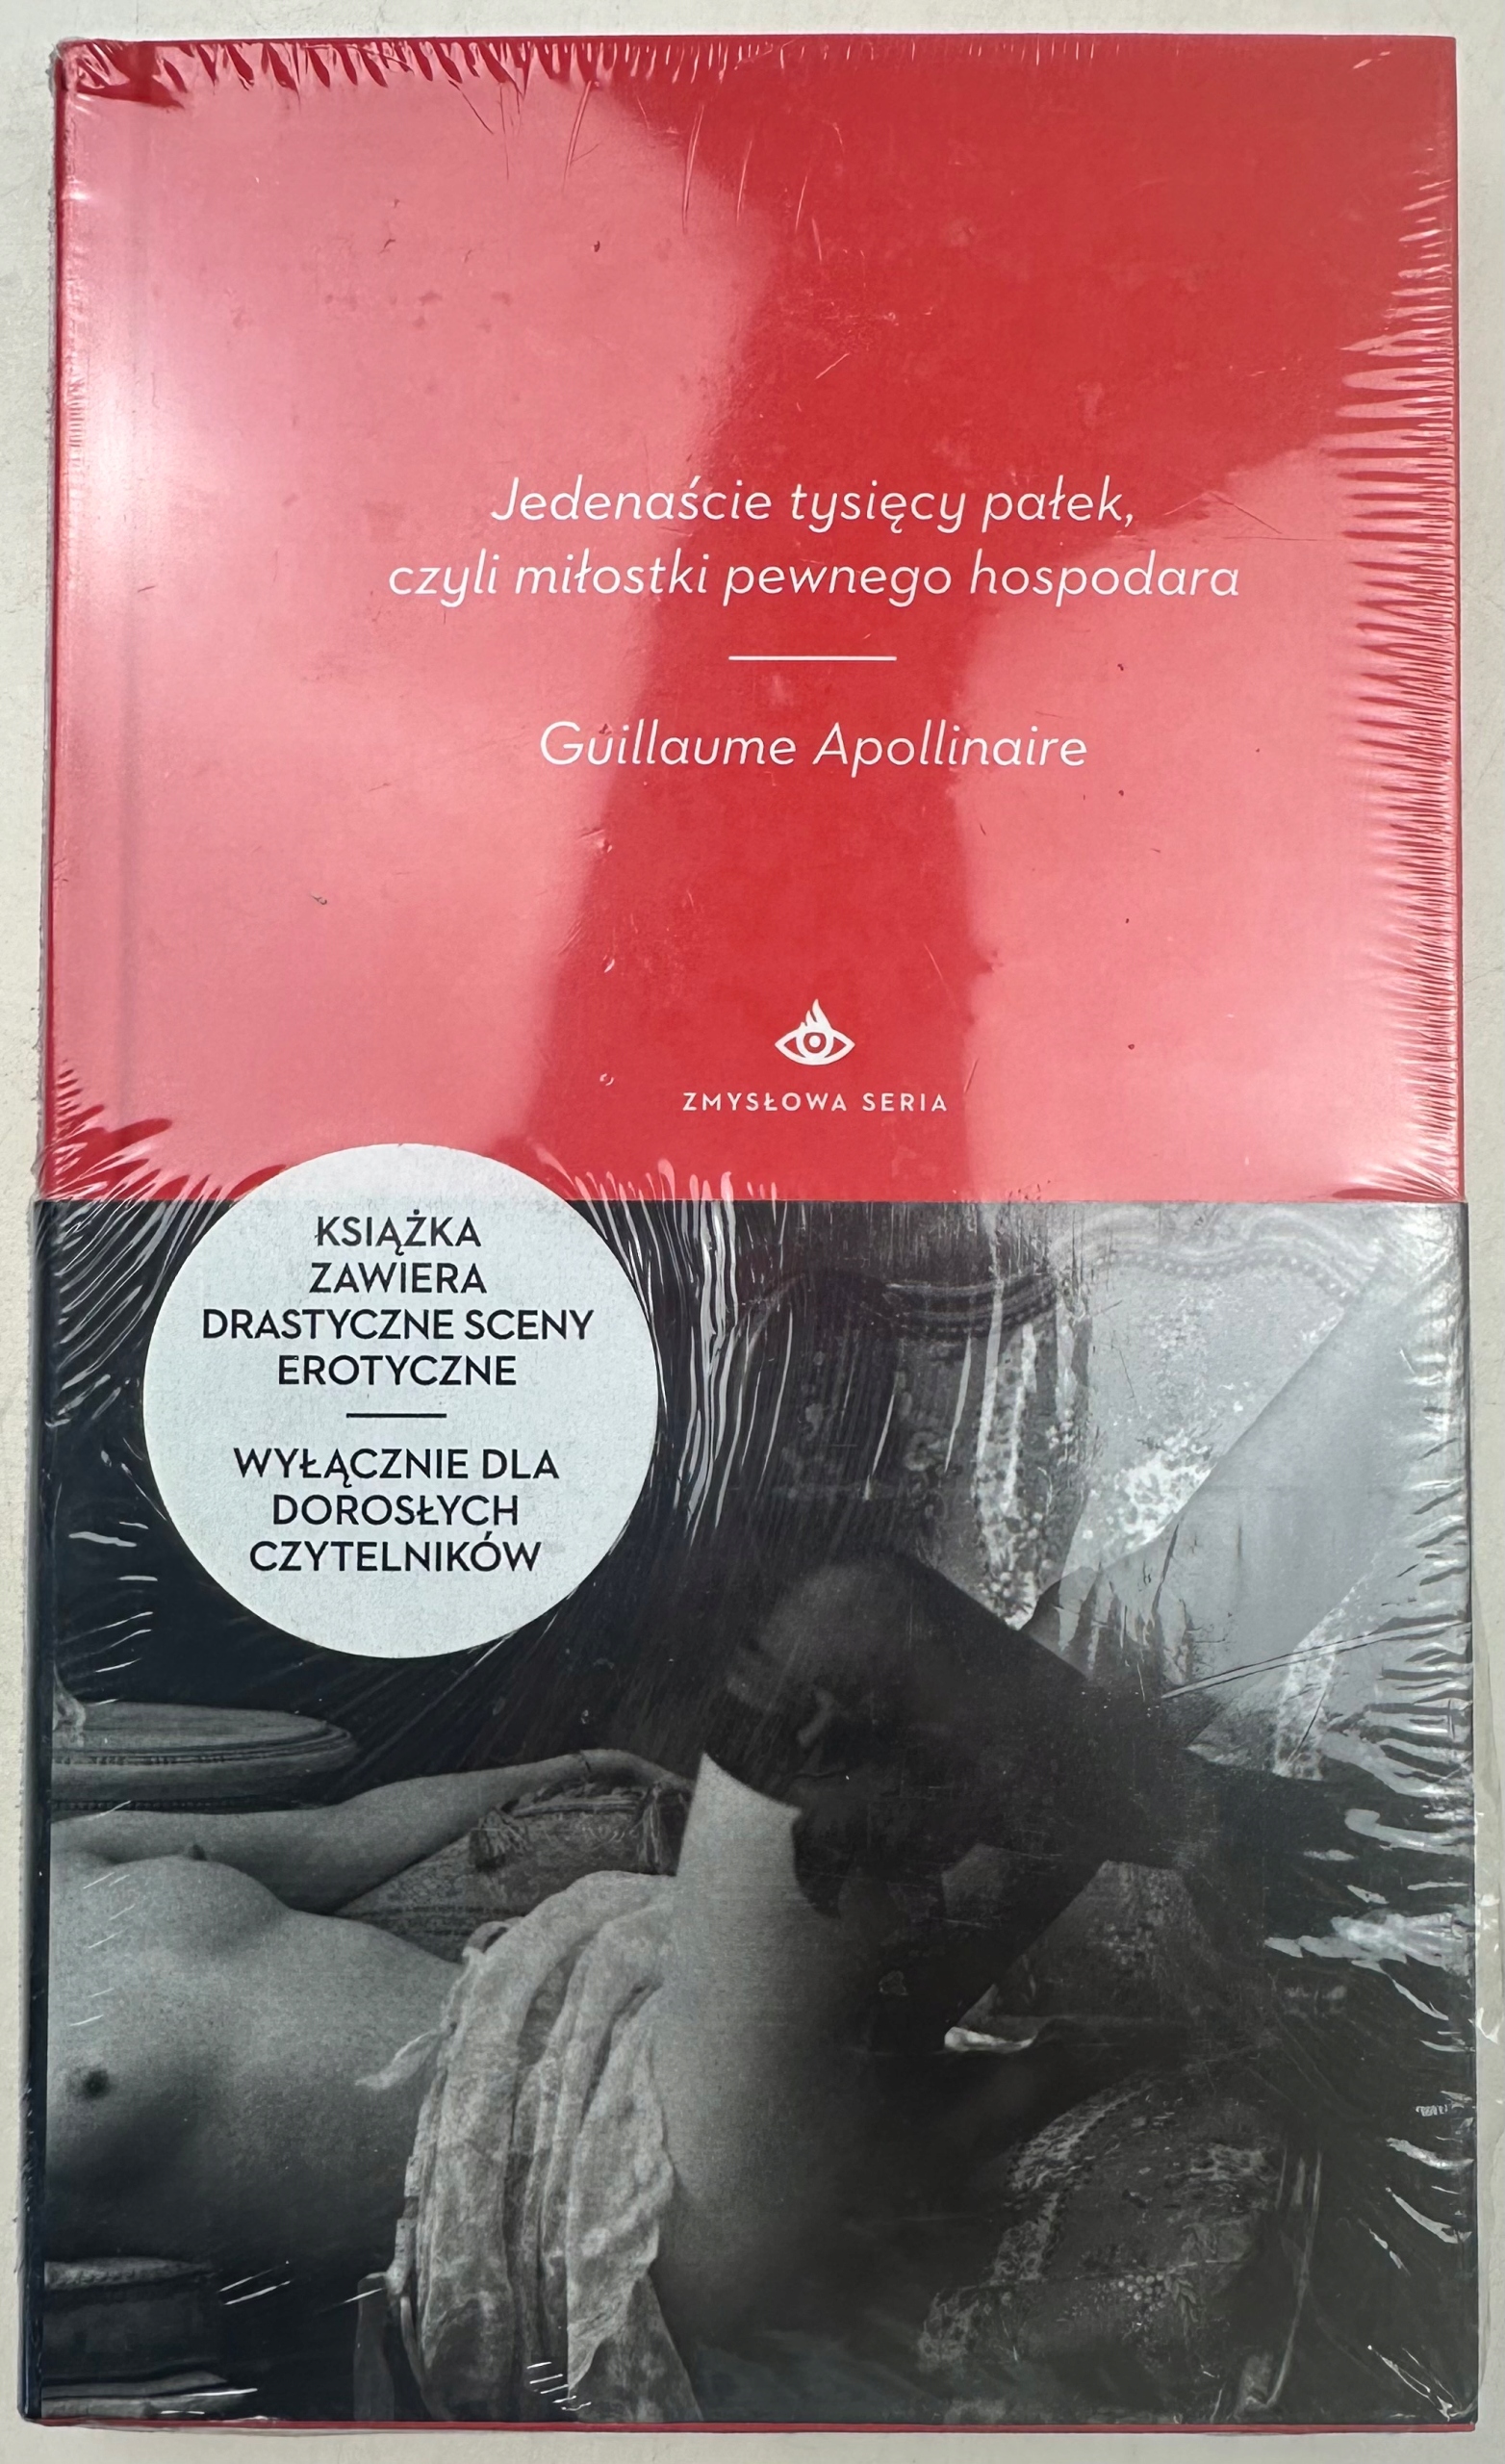 Jedenaście tysięcy pałek,
czyli miłostki pewnego hospodara
Guillaume Apollinaire
ZMYSŁOWA SERIA
KSIĄŻKA
ZAWIERA
DRASTYCZNE SCENY
EROTYCZNE
WYŁĄCZNIE DLA
DOROSŁYCH
CZYTELNIKÓW